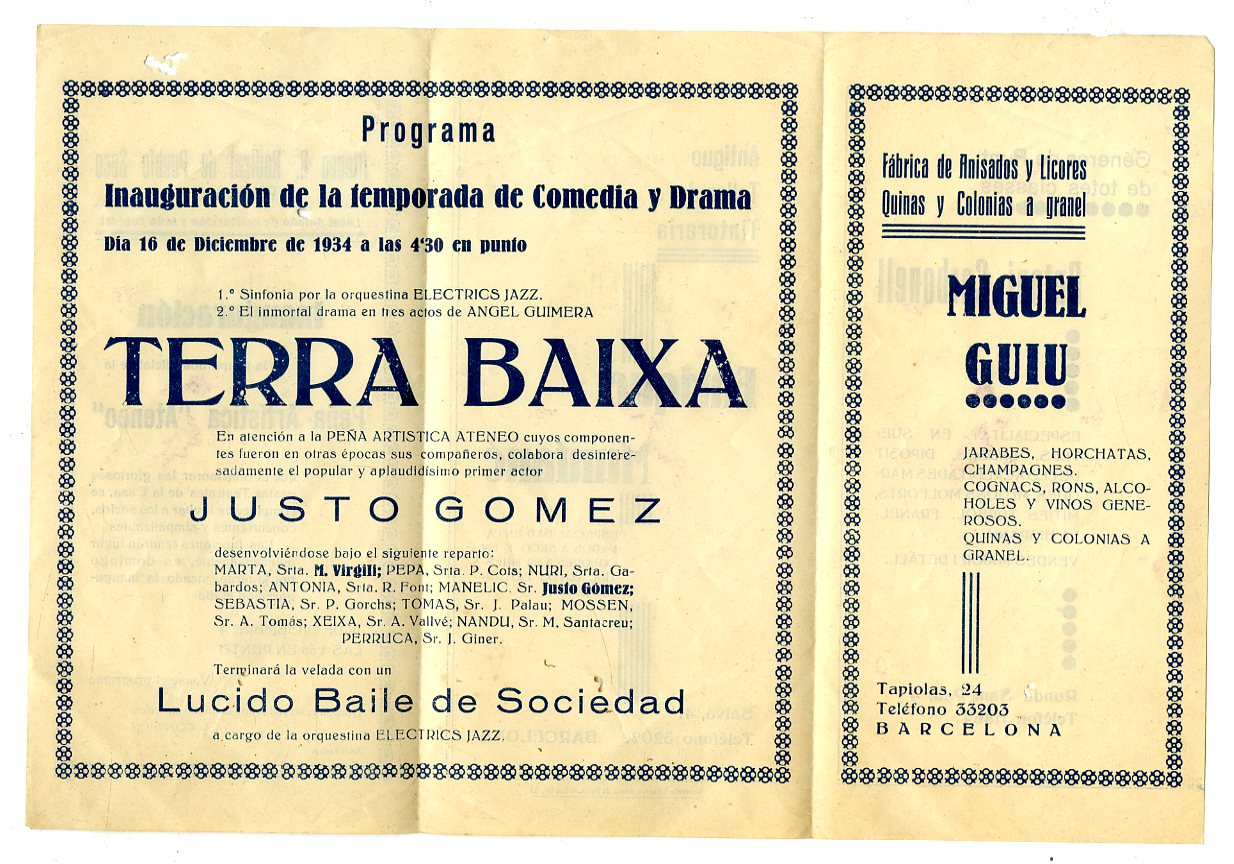 Programa
Inauguración de la temporada de Comedia y Drama
Día 16 de Diciembre de 1934 a las 4'30 en punto
1.º Sinfonia por la orquestina ELECTRICS JAZZ.
2.º El inmortal drama en tres actos de ANGEL GUIMERA
TERRA BAIXA
En atención a la PEÑA ARTISTICA ATENEO cuyos componen-
tes fueron en otras épocas sus compañeros, colabora desintere-
sadamente el popular y aplaudidísimo primer actor
JUSTO GOMEZ
desenvolviéndose bajo el siguiente reparto:
MARTA, Srta. M. Virgili; PEPA, Srta. P. Cots; NURI, Srta. Ga-
bardos; ANTONIA, Srta. R. Font; MANELIC. Sr. Justo Gómez;
SEBASTIA, Sr. P. Gorchs; TOMAS, Sr. J. Palau; MOSSEN,
Sr. A. Tomás; XEIXA, Sr. A. Vallvé; NANDU, Sr. M. Santacreu;
PERRUCA, Sr. J. Giner.
Terminará la velada con un
Lucido Baile de Sociedad
a cargo de la orquestina ELECTRICS JAZZ.
Fábrica de Anisados y Licores
Quinas y Colonias a granel
MIGUEL
GUIU
JARABES, HORCHATAS,
CHAMPAGNES.
COGNACS, RONS, ALCO-
HOLES Y VINOS GENE-
ROSOS.
QUINAS Y COLONIAS A
GRANEL.
Tapiolas, 24
Teléfono 33203
BARCELONA